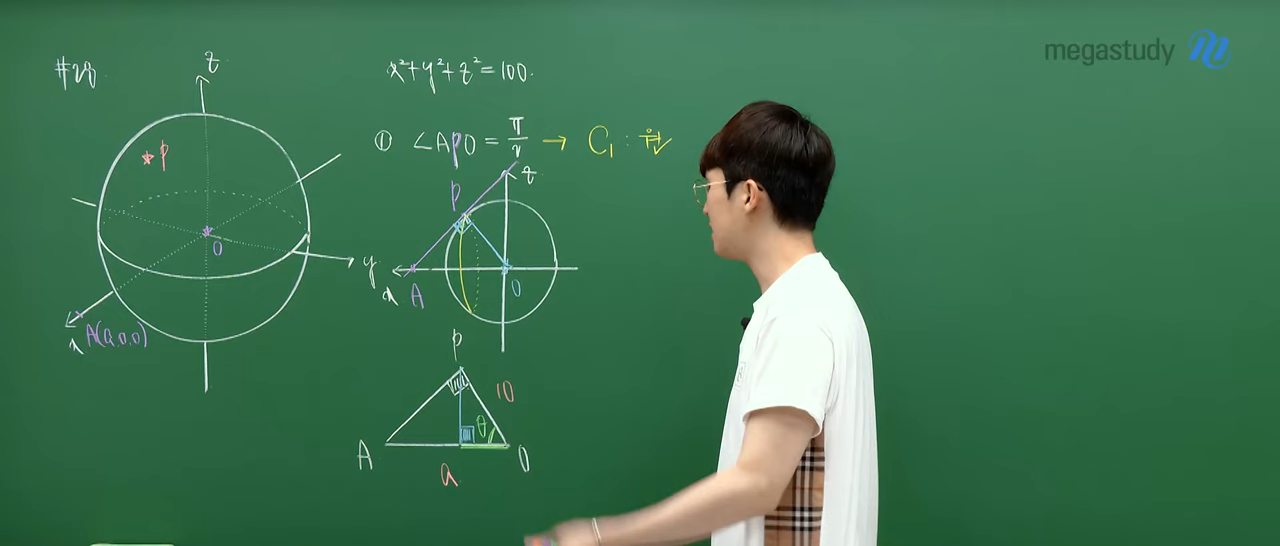 megastudy
#28
z
x²+y²+z²=100.
P
① ∠APO = π/2 → C₁ : 원
O
y
x
A(a,0,0)
P
z
x
A
O
P
10
θ
A
a
O